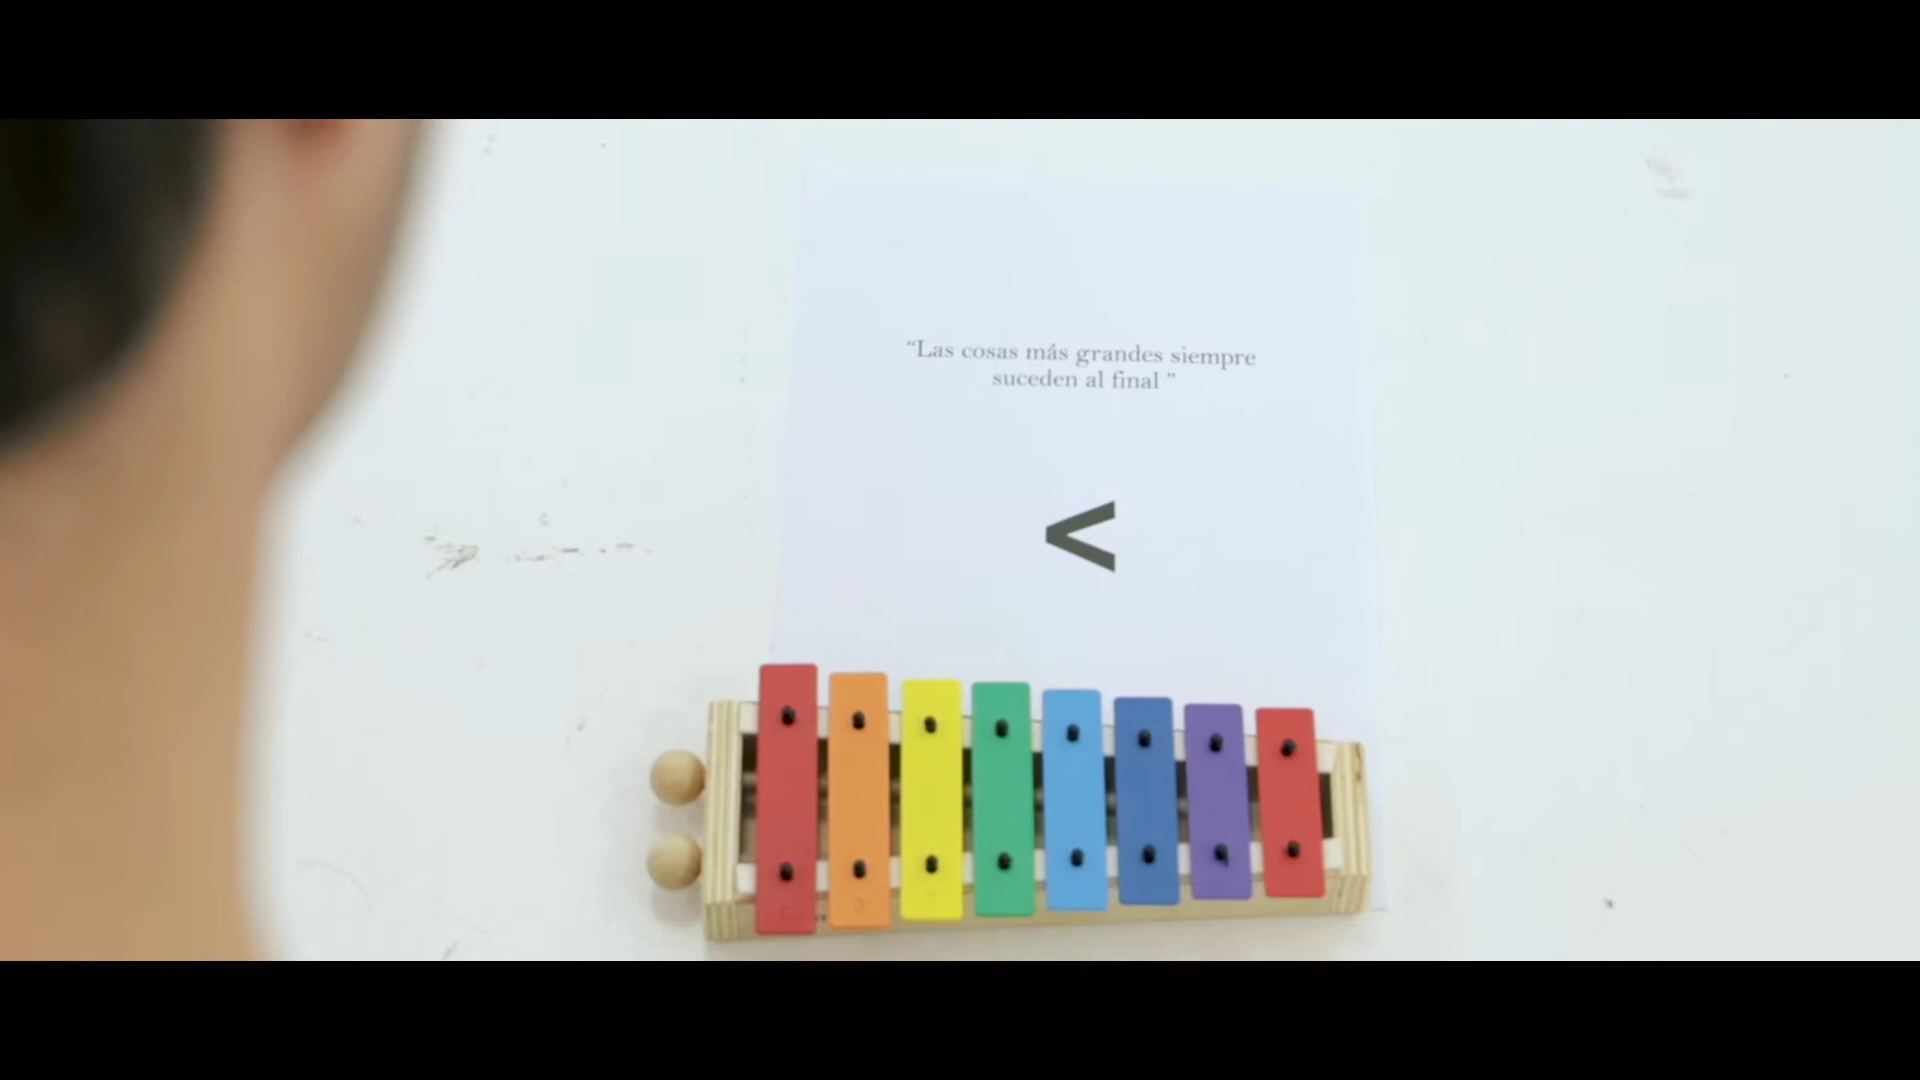 “Las cosas más grandes siempre
suceden al final ”
<